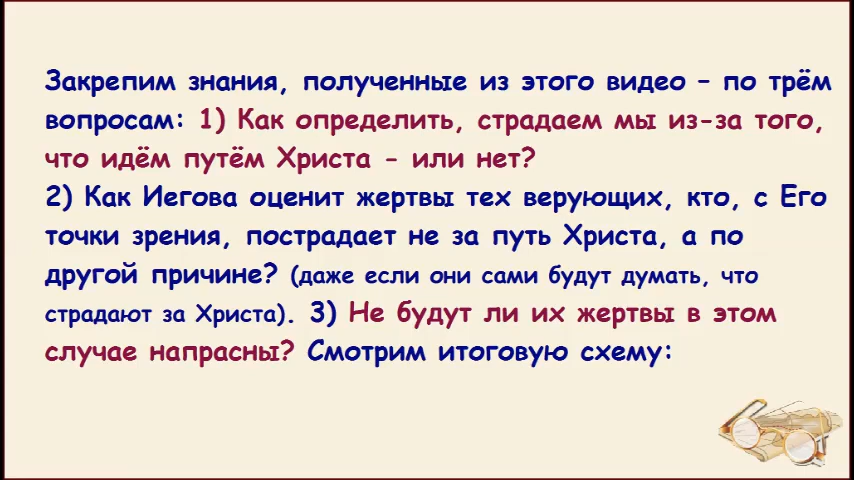 Закрепим знания, полученные из этого видео – по трём
вопросам: 1) Как определить, страдаем мы из-за того,
что идём путём Христа - или нет?
2) Как Иегова оценит жертвы тех верующих, кто, с Его
точки зрения, пострадает не за путь Христа, а по
другой причине? (даже если они сами будут думать, что
страдают за Христа). 3) Не будут ли их жертвы в этом
случае напрасны? Смотрим итоговую схему: